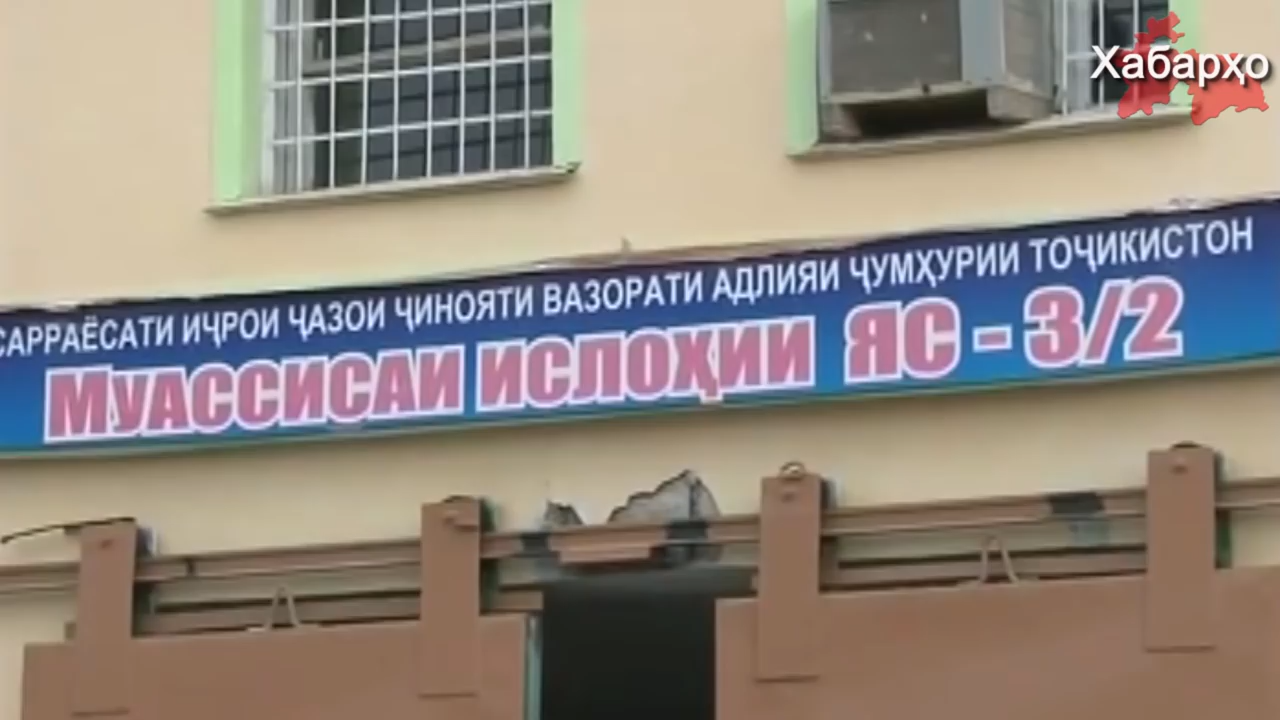 Хабарҳо
САРРАЁСАТИ ИҶРОИ ҶАЗОИ ҶИНОЯТИ ВАЗОРАТИ АДЛИЯИ ҶУМҲУРИИ ТОҶИКИСТОН
МУАССИСАИ ИСЛОҲИИ ЯС - 3/2